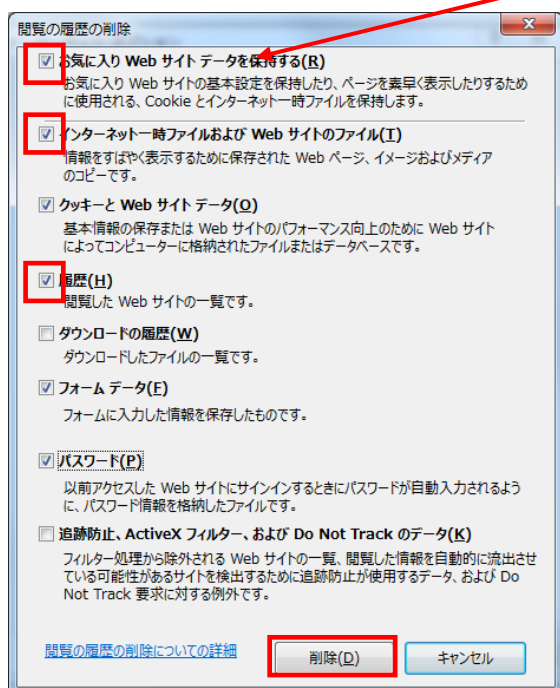 閲覧の履歴の削除
お気に入り Web サイト データを保持する(R)
お気に入り Web サイトの基本設定を保持したり、ページを素早く表示したりするため
に使用される、Cookie とインターネット一時ファイルを保持します。
インターネット一時ファイルおよび Web サイトのファイル(T)
情報をすばやく表示するために保存された Web ページ、イメージおよびメディア
のコピーです。
クッキーと Web サイト データ(O)
基本情報の保存または Web サイトのパフォーマンス向上のために Web サイト
によってコンピューターに格納されたファイルまたはデータベースです。
履歴(H)
閲覧した Web サイトの一覧です。
ダウンロードの履歴(W)
ダウンロードしたファイルの一覧です。
フォーム データ(F)
フォームに入力した情報を保存したものです。
パスワード(P)
以前アクセスした Web サイトにサインインするときにパスワードが自動入力されるよう
に、パスワード情報を格納したファイルです。
追跡防止、ActiveX フィルター、および Do Not Track のデータ(K)
フィルター処理から除外される Web サイトの一覧、閲覧した情報を自動的に流出させ
ている可能性があるサイトを検出するために追跡防止が使用するデータ、および Do
Not Track 要求に対する例外です。
閲覧の履歴の削除についての詳細
削除(D)
キャンセル